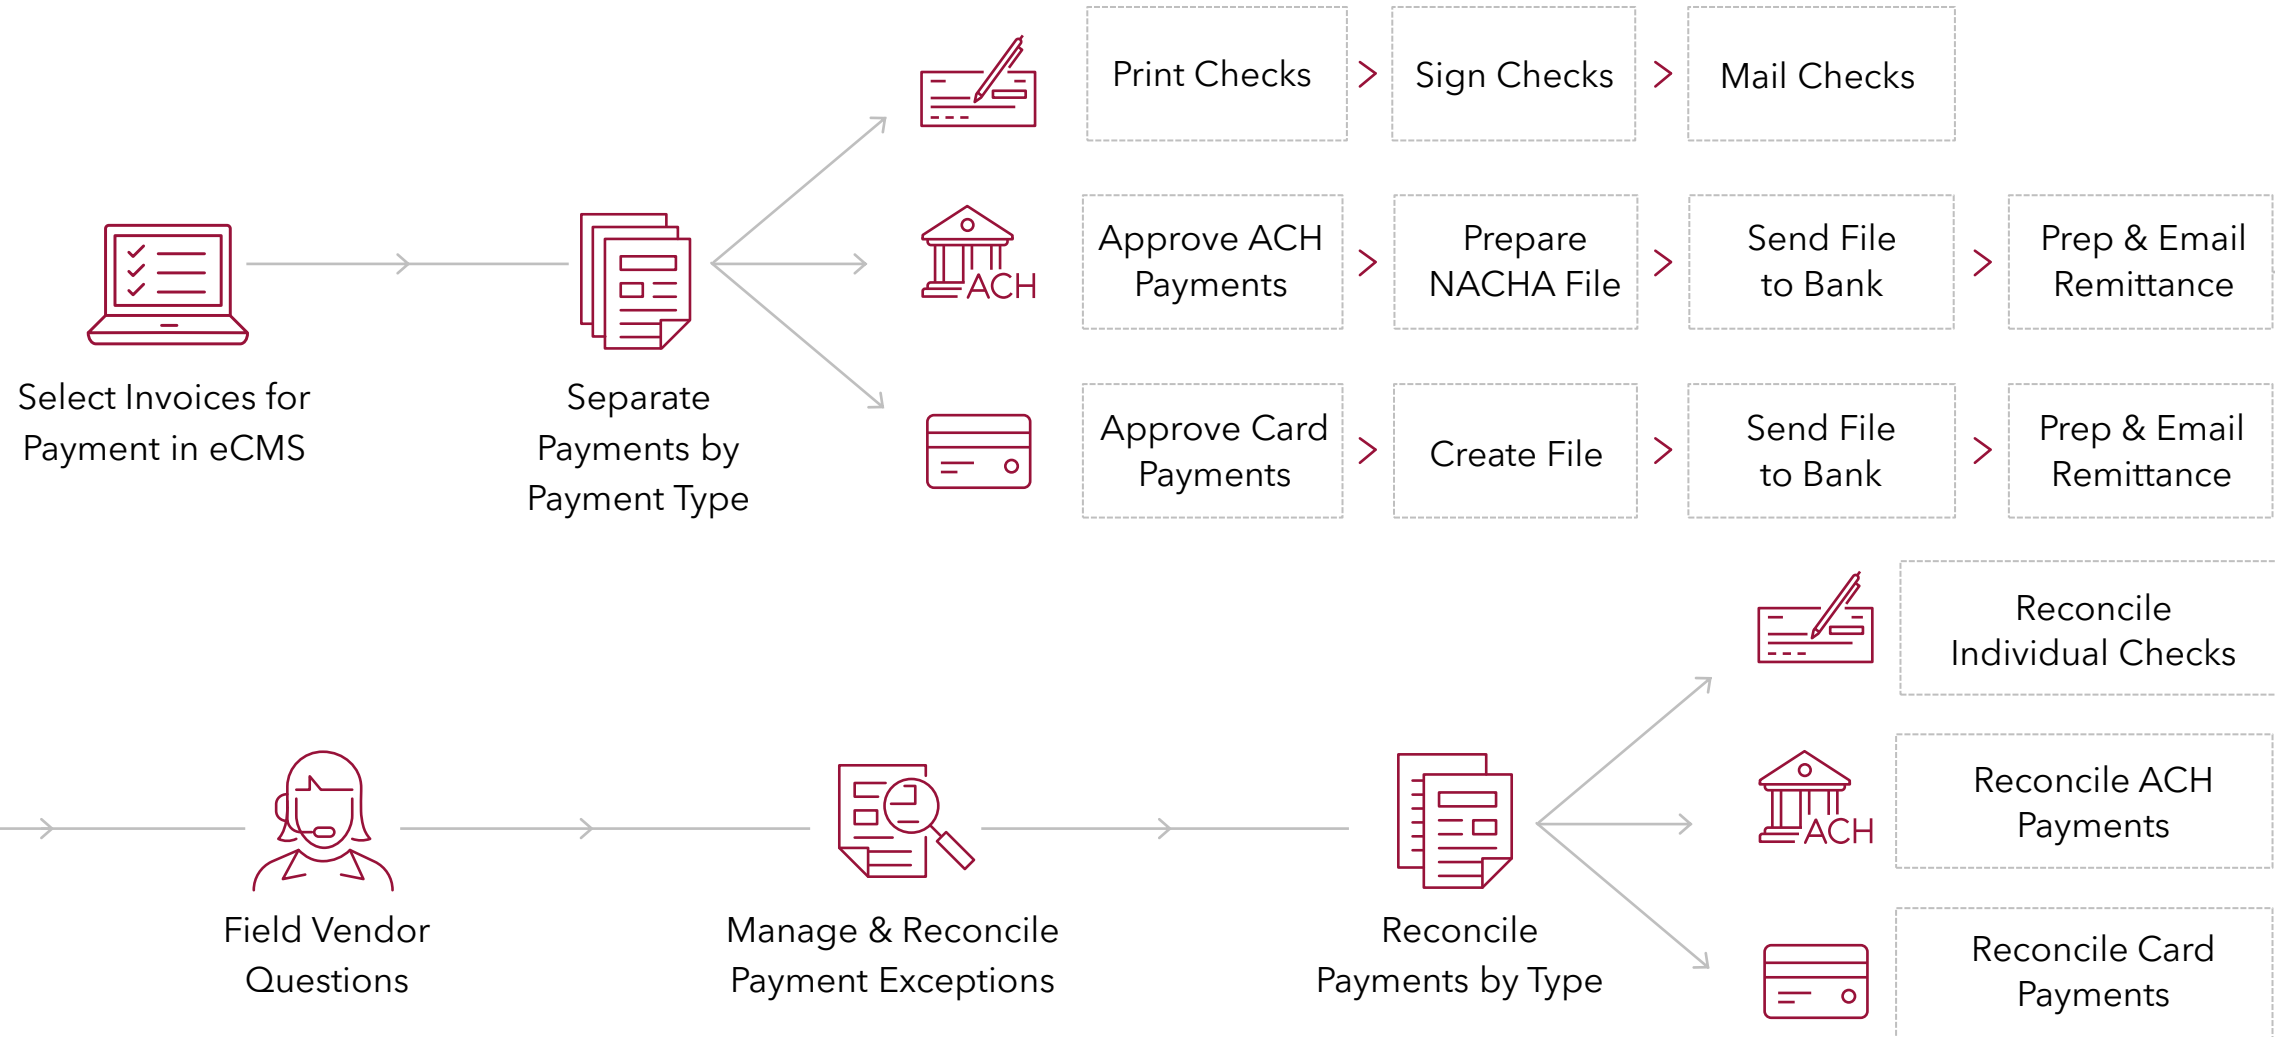 Print Checks
Sign Checks
Mail Checks
ACH
Approve ACH
Payments
Prepare
NACHA File
Send File
to Bank
Prep & Email
Remittance
Select Invoices for
Payment in eCMS
Separate
Payments by
Payment Type
Approve Card
Payments
Create File
Send File
to Bank
Prep & Email
Remittance
Field Vendor
Questions
Manage & Reconcile
Payment Exceptions
Reconcile
Payments by Type
Reconcile
Individual Checks
ACH
Reconcile ACH
Payments
Reconcile Card
Payments